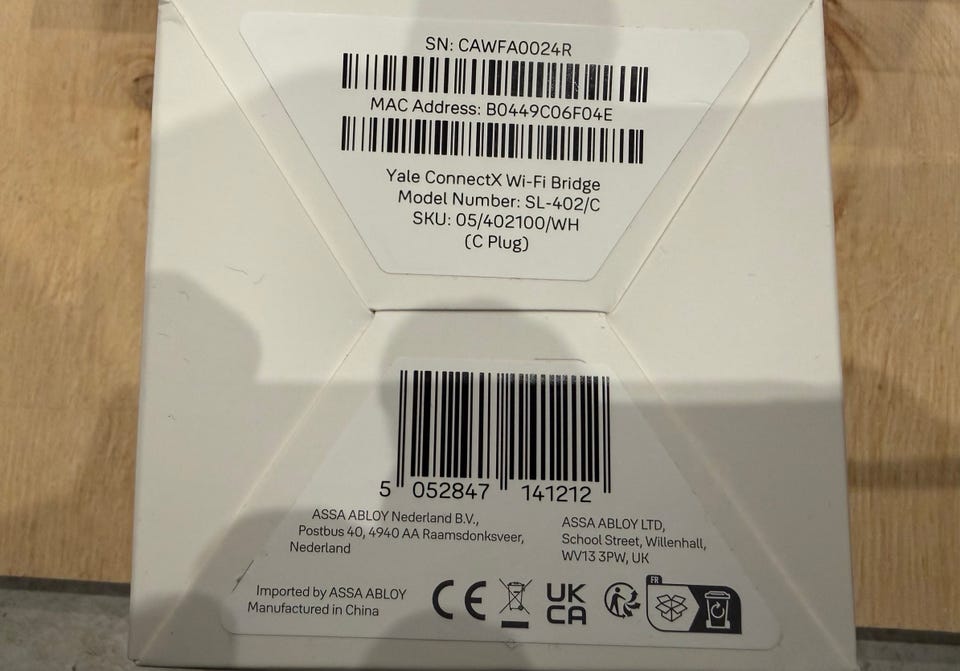 SN: CAWFA0024R
MAC Address: B0449C06F04E
Yale ConnectX Wi-Fi Bridge
Model Number: SL-402/C
SKU: 05/402100/WH
(C Plug)
5 052847 141212
ASSA ABLOY Nederland B.V.,
Postbus 40, 4940 AA Raamsdonksveer,
Nederland
ASSA ABLOY LTD,
School Street, Willenhall,
WV13 3PW, UK
Imported by ASSA ABLOY
Manufactured in China
CE
UK
CA
FR